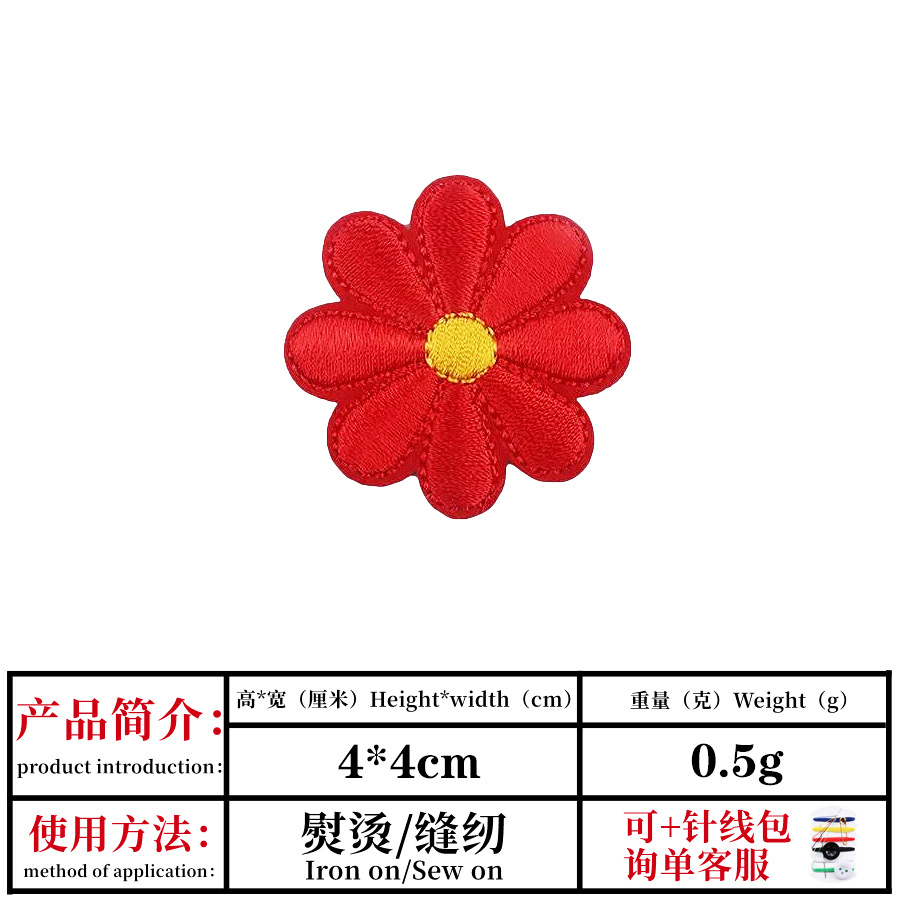 产品简介：
product introduction：
高*宽（厘米）Height*width（cm）
重量（克）Weight（g）
4*4cm
0.5g
使用方法：
method of application：
熨烫/缝纫
Iron on/Sew on
可+针线包
询单客服